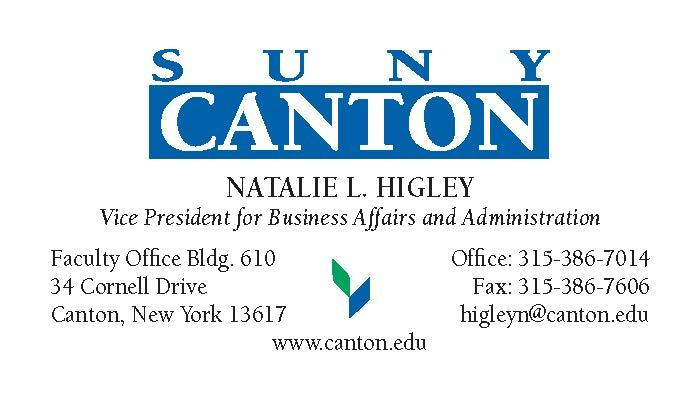 SUNY
CANTON
NATALIE L. HIGLEY
Vice President for Business Affairs and Administration
Faculty Office Bldg. 610
34 Cornell Drive
Canton, New York 13617
Office: 315-386-7014
Fax: 315-386-7606
higleyn@canton.edu
www.canton.edu